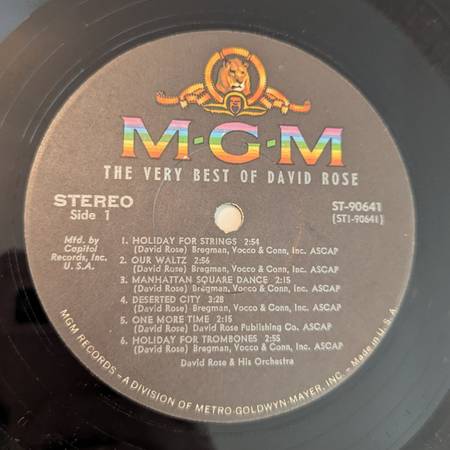 M·G·M
THE VERY BEST OF DAVID ROSE
STEREO
Side 1
ST-90641
(ST1-90641)
Mfd. by
Capitol
Records, Inc.
U. S. A.
1. HOLIDAY FOR STRINGS 2:54
(David Rose) Bregman, Vocco & Conn, Inc. ASCAP
2. OUR WALTZ 2:56
(David Rose) Bregman, Vocco & Conn, Inc. ASCAP
3. MANHATTAN SQUARE DANCE 2:15
(David Rose) Bregman, Vocco & Conn, Inc. ASCAP
4. DESERTED CITY 3:28
(David Rose) Bregman, Vocco & Conn, Inc. ASCAP
5. ONE MORE TIME 2:15
(David Rose) David Rose Publishing Co. ASCAP
6. HOLIDAY FOR TROMBONES 2:55
(David Rose) Bregman, Vocco & Conn, Inc. ASCAP
David Rose & His Orchestra
MGM RECORDS – A DIVISION OF METRO-GOLDWYN-MAYER, INC. – Made in U.S.A.